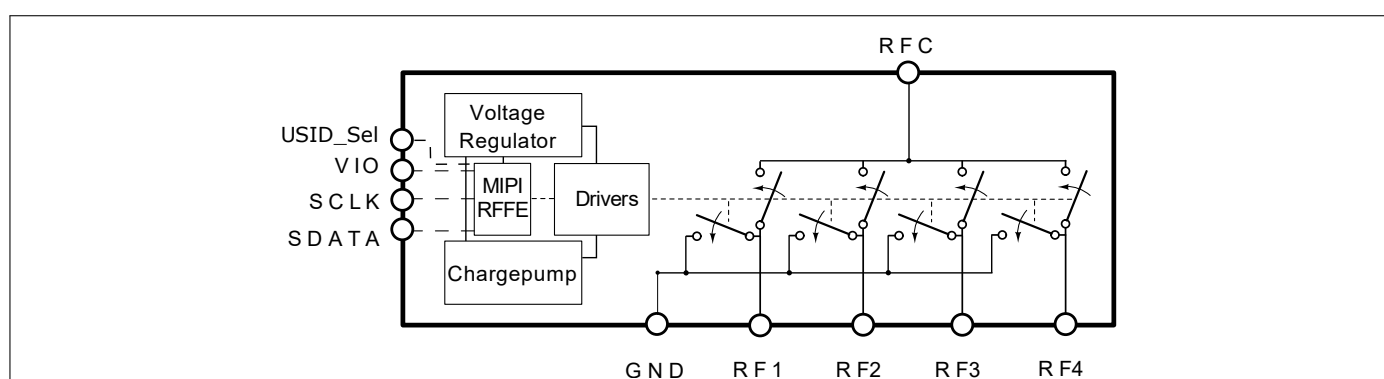 RFC
Voltage
Regulator
USID_Sel
VIO
SCLK
SDATA
MIPI
RFFE
Drivers
Chargepump
GND RF1 RF2 RF3 RF4